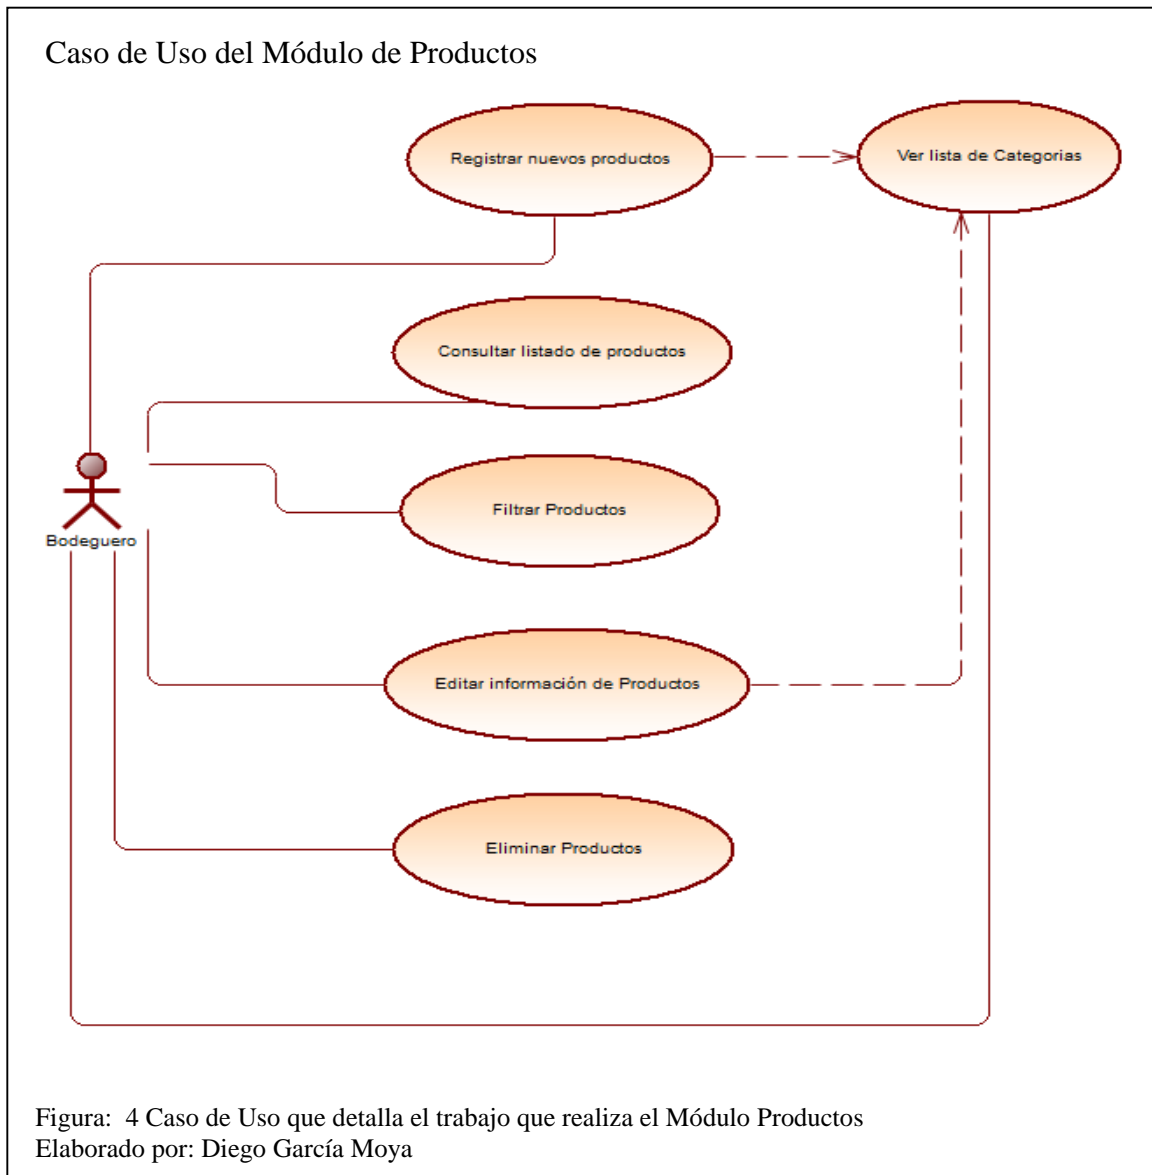 Caso de Uso del Módulo de Productos
Registrar nuevos productos
Ver lista de Categorias
Consultar listado de productos
Filtrar Productos
Bodeguero
Editar información de Productos
Eliminar Productos
Figura:  4 Caso de Uso que detalla el trabajo que realiza el Módulo Productos
Elaborado por: Diego García Moya